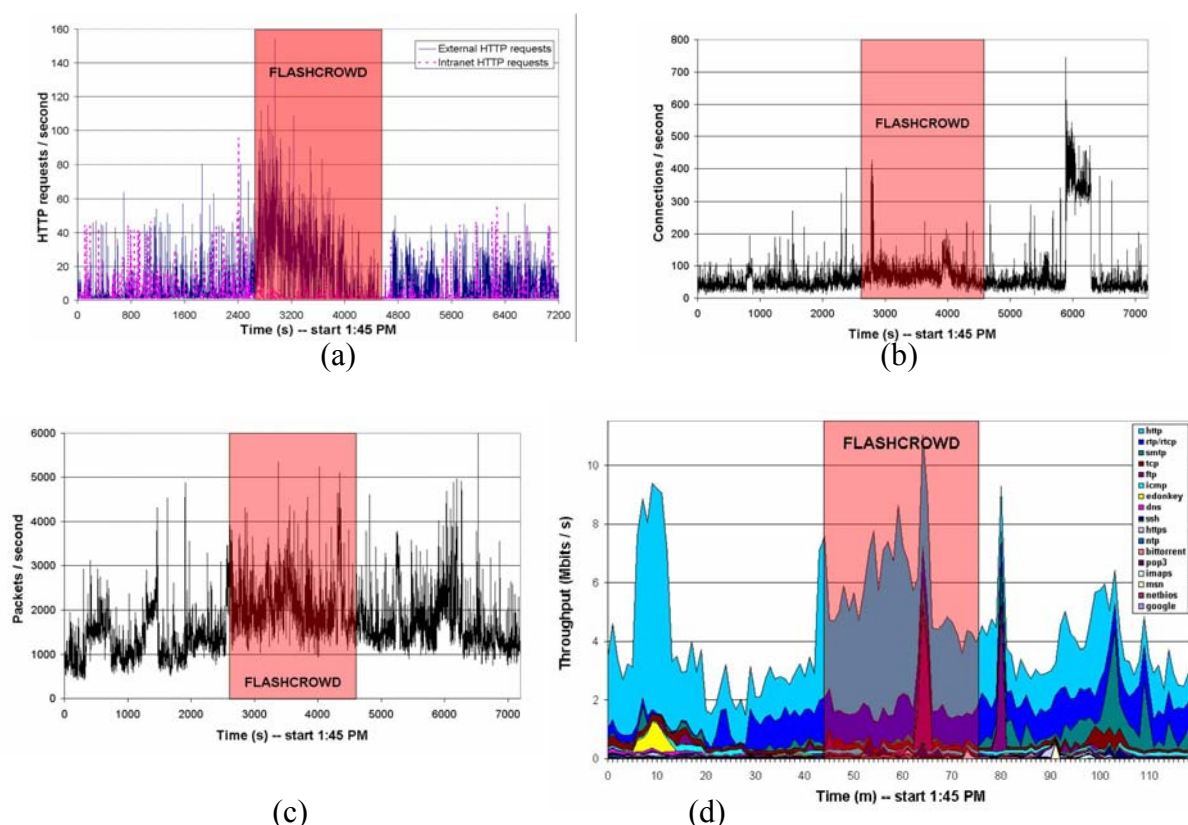 160
140
120
100
80
60
40
20
0
HTTP requests / second
External HTTP requests
Intranet HTTP requests
FLASHCROWD
0 800 1600 2400 3200 4000 4800 5600 6400 7200
Time (s) -- start 1:45 PM
(a)
800
700
600
500
400
300
200
100
0
Connections / second
FLASHCROWD
0 1000 2000 3000 4000 5000 6000 7000
Time (s) -- start 1:45 PM
(b)
6000
5000
4000
3000
2000
1000
0
Packets / second
FLASHCROWD
0 1000 2000 3000 4000 5000 6000 7000
Time (s) -- start 1:45 PM
(c)
10
8
6
4
2
0
Throughput (Mbits / s)
FLASHCROWD
http
rtp/rtcp
smtp
tcp
ftp
icmp
edonkey
dns
ssh
https
ntp
bittorrent
pop3
imaps
msn
netbios
google
0 10 20 30 40 50 60 70 80 90 100 110
Time (m) -- start 1:45 PM
(d)